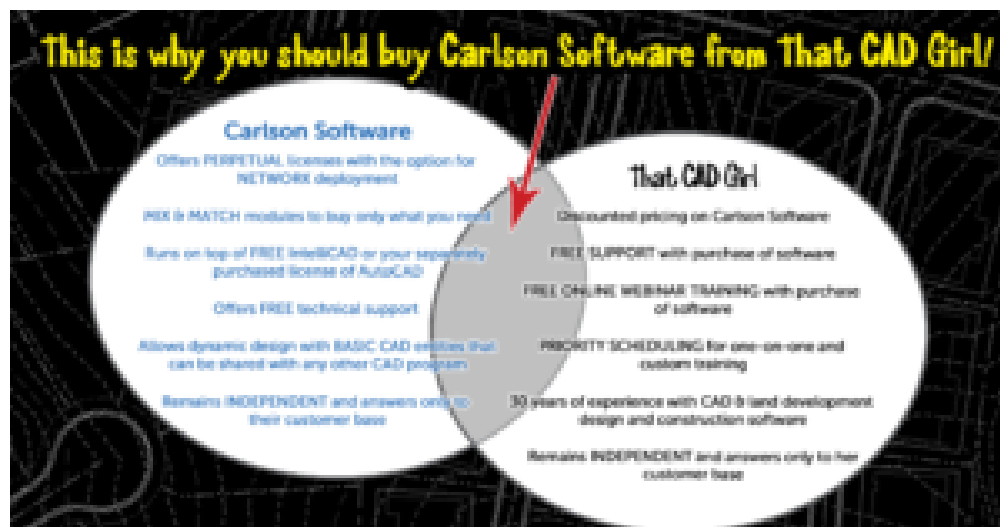 This is why you should buy Carlson Software from That CAD Girl!
Carlson Software
Offers PERPETUAL licenses with the option for
NETWORK deployment
MIX & MATCH modules to buy only what you need
Runs on top of FREE IntelliCAD or your separately
purchased license of AutoCAD
Offers FREE technical support
Allows dynamic design with BASIC CAD entities that
can be shared with any other CAD program
Remains INDEPENDENT and answers only to
their customer base
That CAD Girl
Discounted pricing on Carlson Software
FREE SUPPORT with purchase of software
FREE ONLINE WEBINAR TRAINING with purchase
of software
PRIORITY SCHEDULING for one-on-one and
custom training
30 years of experience with CAD & land development
design and construction software
Remains INDEPENDENT and answers only to her
customer base